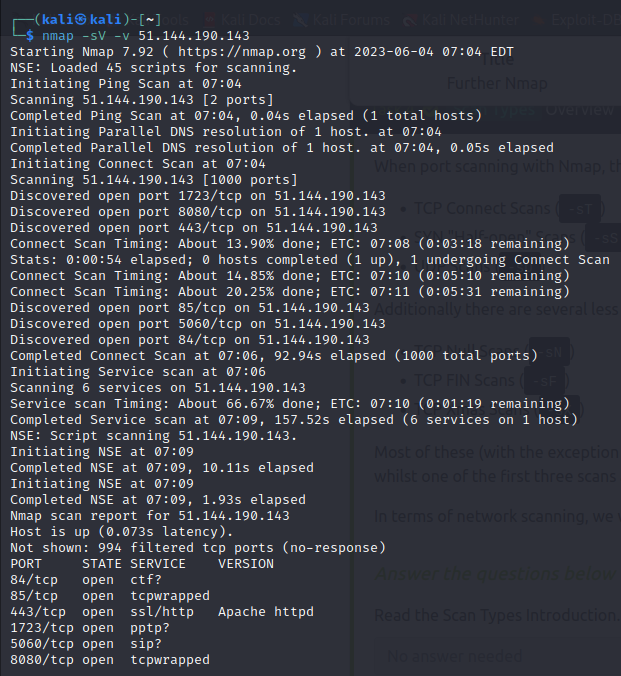 Tools Kali Docs Kali Forums Kali NetHunter Exploit-DB
┌──(kali㉿kali)-[~]
└─$ nmap -sV -v 51.144.190.143
Starting Nmap 7.92 ( https://nmap.org ) at 2023-06-04 07:04 EDT
NSE: Loaded 45 scripts for scanning.
Initiating Ping Scan at 07:04
Scanning 51.144.190.143 [2 ports]
Completed Ping Scan at 07:04, 0.04s elapsed (1 total hosts)
Initiating Parallel DNS resolution of 1 host. at 07:04
Completed Parallel DNS resolution of 1 host. at 07:04, 0.05s elapsed
Initiating Connect Scan at 07:04
Scanning 51.144.190.143 [1000 ports]
Discovered open port 1723/tcp on 51.144.190.143
Discovered open port 8080/tcp on 51.144.190.143
Discovered open port 443/tcp on 51.144.190.143
Connect Scan Timing: About 13.90% done; ETC: 07:08 (0:03:18 remaining)
Stats: 0:00:54 elapsed; 0 hosts completed (1 up), 1 undergoing Connect Scan
Connect Scan Timing: About 14.85% done; ETC: 07:10 (0:05:10 remaining)
Connect Scan Timing: About 20.25% done; ETC: 07:11 (0:05:31 remaining)
Discovered open port 85/tcp on 51.144.190.143
Discovered open port 5060/tcp on 51.144.190.143
Discovered open port 84/tcp on 51.144.190.143
Completed Connect Scan at 07:06, 92.94s elapsed (1000 total ports)
Initiating Service scan at 07:06
Scanning 6 services on 51.144.190.143
Service scan Timing: About 66.67% done; ETC: 07:10 (0:01:19 remaining)
Completed Service scan at 07:09, 157.52s elapsed (6 services on 1 host)
NSE: Script scanning 51.144.190.143.
Initiating NSE at 07:09
Completed NSE at 07:09, 10.11s elapsed
Initiating NSE at 07:09
Completed NSE at 07:09, 1.93s elapsed
Nmap scan report for 51.144.190.143
Host is up (0.073s latency).
Not shown: 994 filtered tcp ports (no-response)
PORT     STATE SERVICE    VERSION
84/tcp   open  ctf?
85/tcp   open  tcpwrapped
443/tcp  open  ssl/http   Apache httpd
1723/tcp open  pptp?
5060/tcp open  sip?
8080/tcp open  tcpwrapped
Title
Further Nmap
Overview
When port scanning with Nmap, th
TCP Connect Scans ( -sT )
SYN "Half-open" Scans ( -sS
Additionally there are several less
TCP Null Scans ( -sN
TCP FIN Scans ( -sF
Most of these (with the exception
whilst one of the first three scans
In terms of network scanning, we w
Answer the questions below
Read the Scan Types Introduction.
No answer needed